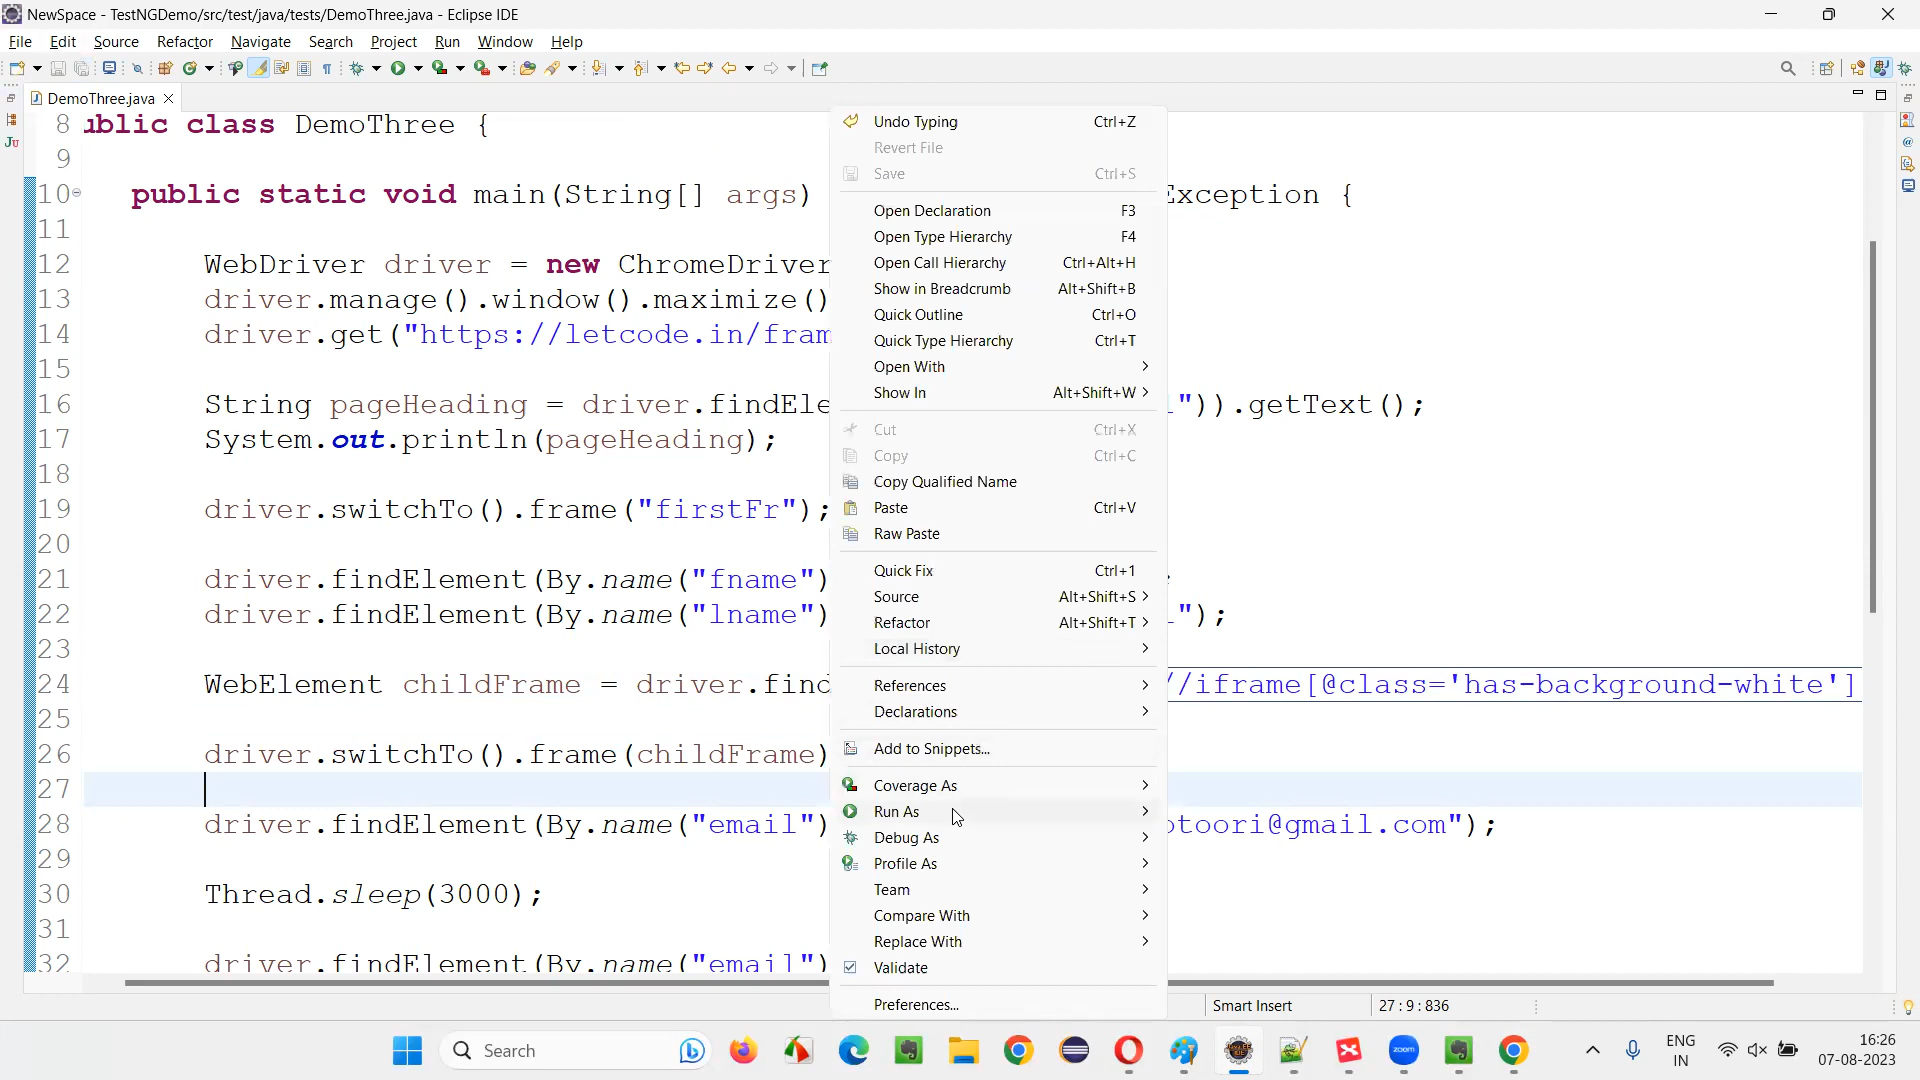 NewSpace - TestNGDemo/src/test/java/tests/DemoThree.java - Eclipse IDE
File Edit Source Refactor Navigate Search Project Run Window Help
DemoThree.java
8 ublic class DemoThree {
9
10 public static void main(String[] args) Exception {
11
12 WebDriver driver = new ChromeDriver
13 driver.manage().window().maximize()
14 driver.get("https://letcode.in/fram
15
16 String pageHeading = driver.findEle l")).getText();
17 System.out.println(pageHeading);
18
19 driver.switchTo().frame("firstFr");
20
21 driver.findElement(By.name("fname") ;
22 driver.findElement(By.name("lname") l");
23
24 WebElement childFrame = driver.find //iframe[@class='has-background-white']
25
26 driver.switchTo().frame(childFrame)
27
28 driver.findElement(By.name("email") otoori@gmail.com");
29
30 Thread.sleep(3000);
31
32 driver.findElement(By.name("email")
Undo Typing Ctrl+Z
Revert File
Save Ctrl+S
Open Declaration F3
Open Type Hierarchy F4
Open Call Hierarchy Ctrl+Alt+H
Show in Breadcrumb Alt+Shift+B
Quick Outline Ctrl+O
Quick Type Hierarchy Ctrl+T
Open With
Show In Alt+Shift+W
Cut Ctrl+X
Copy Ctrl+C
Copy Qualified Name
Paste Ctrl+V
Raw Paste
Quick Fix Ctrl+1
Source Alt+Shift+S
Refactor Alt+Shift+T
Local History
References
Declarations
Add to Snippets...
Coverage As
Run As
Debug As
Profile As
Team
Compare With
Replace With
Validate
Preferences...
Smart Insert 27 : 9 : 836
Search
zoom
ENG
IN
16:26
07-08-2023